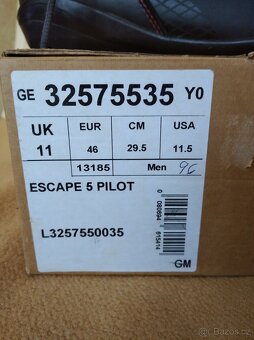 GE 32575535 Y0
UK EUR CM USA
11 46 29.5 11.5
13185 Men
ESCAPE 5 PILOT
L3257550035
GM
Bazoš.cz